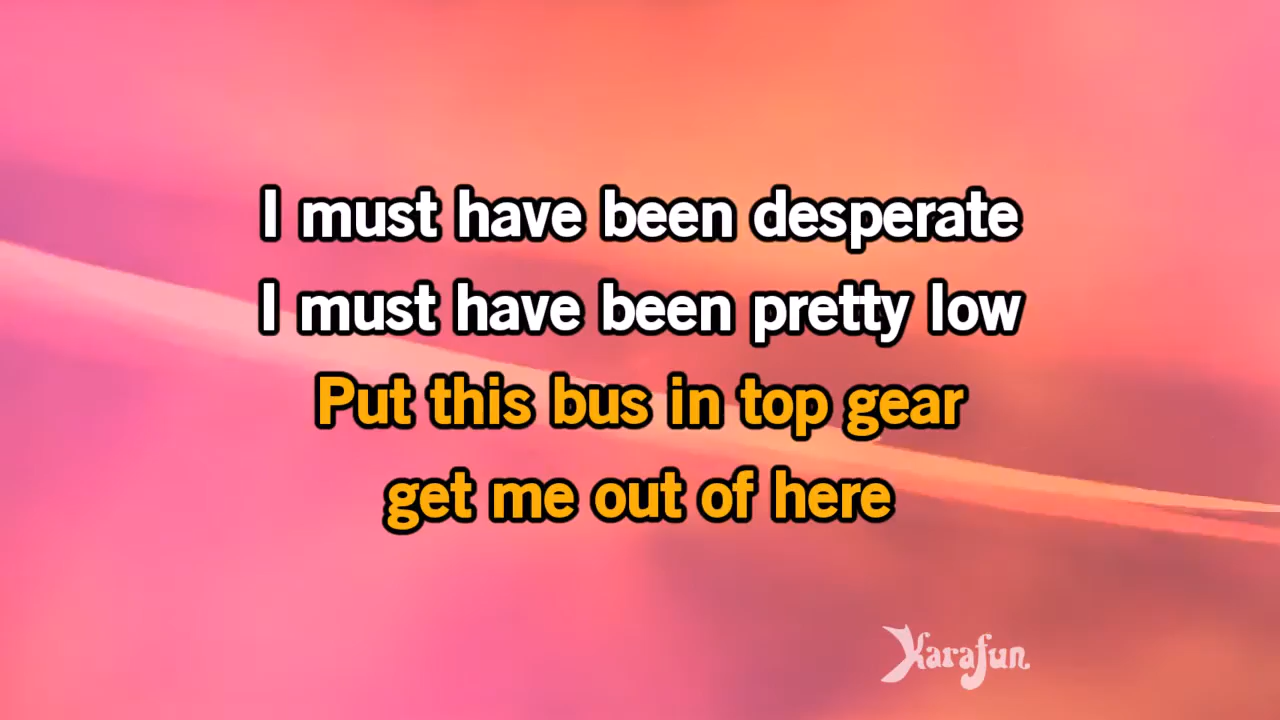 I must have been desperate
I must have been pretty low
Put this bus in top gear
get me out of here
Karafun